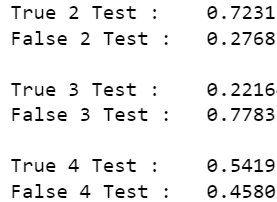 True 2 Test : 0.7231
False 2 Test : 0.2768
True 3 Test : 0.2216
False 3 Test : 0.7783
True 4 Test : 0.5419
False 4 Test : 0.4580